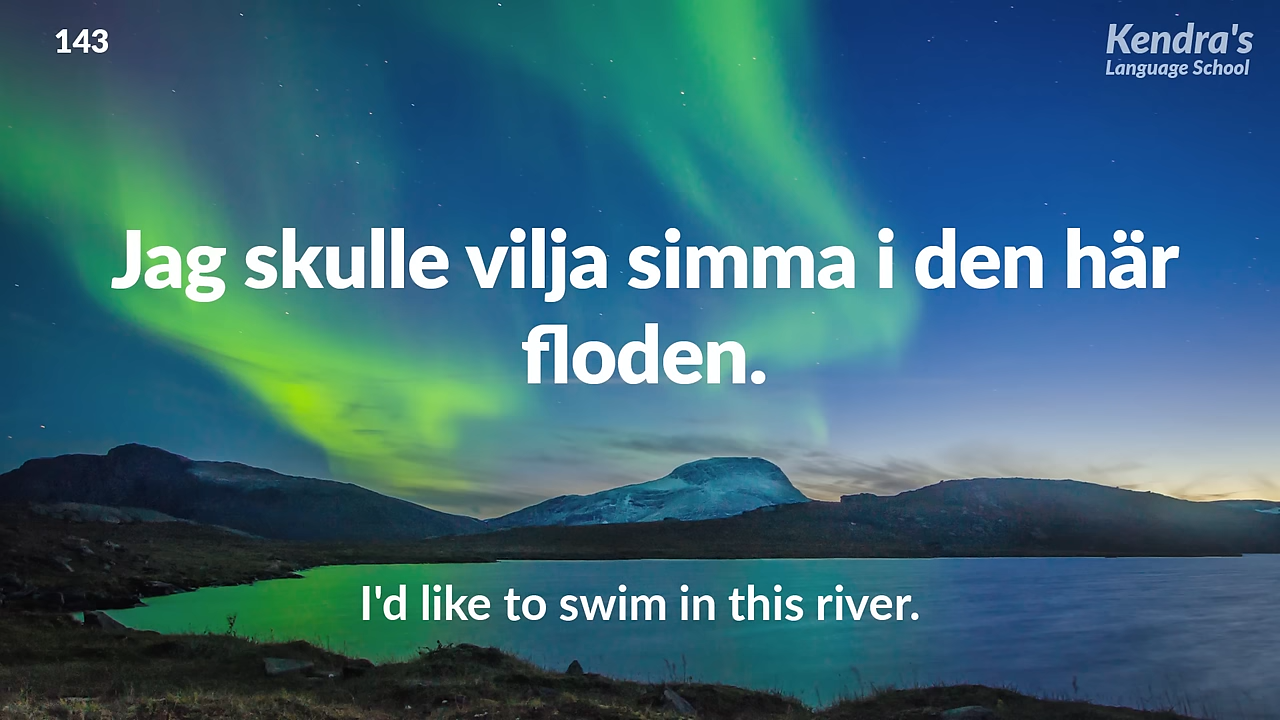 143
Kendra's
Language School
Jag skulle vilja simma i den här
floden.
I'd like to swim in this river.